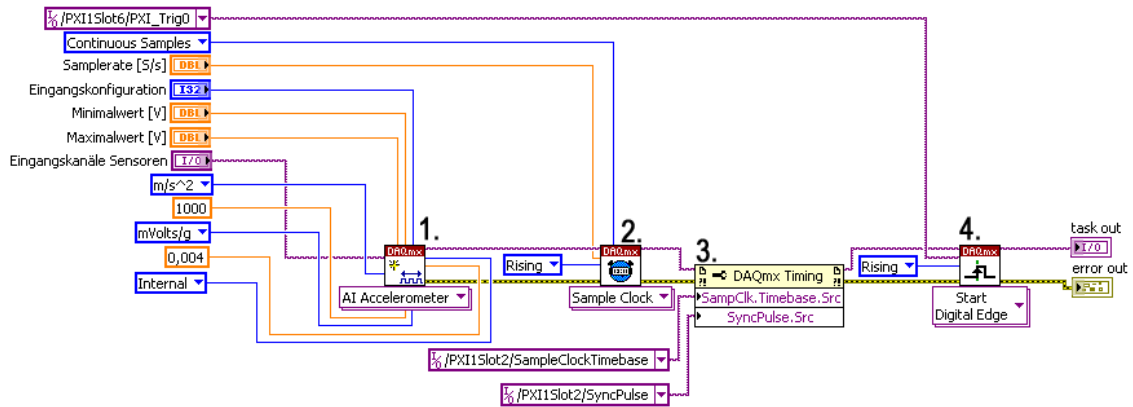 /PXI1Slot6/PXI_Trig0
Continuous Samples
Samplerate [S/s] DBL
Eingangskonfiguration I32
Minimalwert [V] DBL
Maximalwert [V] DBL
Eingangskanäle Sensoren I/O
m/s^2
1000
mVolts/g
0,004
Internal
1.
DAQmx
AI Accelerometer
2.
DAQmx
Rising
Sample Clock
3.
DAQmx Timing
SampClk.Timebase.Src
SyncPulse.Src
/PXI1Slot2/SampleClockTimebase
/PXI1Slot2/SyncPulse
4.
DAQmx
Rising
Start
Digital Edge
task out
I/O
error out